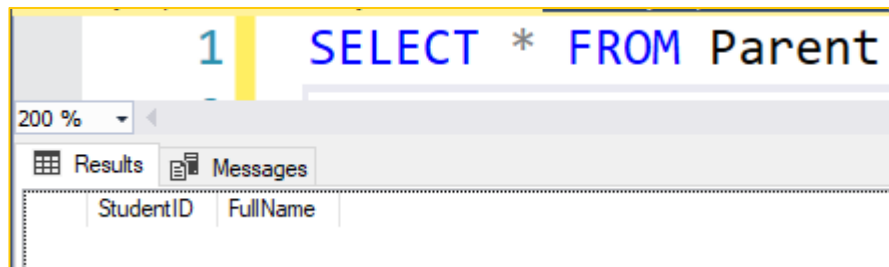 1 SELECT * FROM Parent
200 %
Results Messages
StudentID FullName